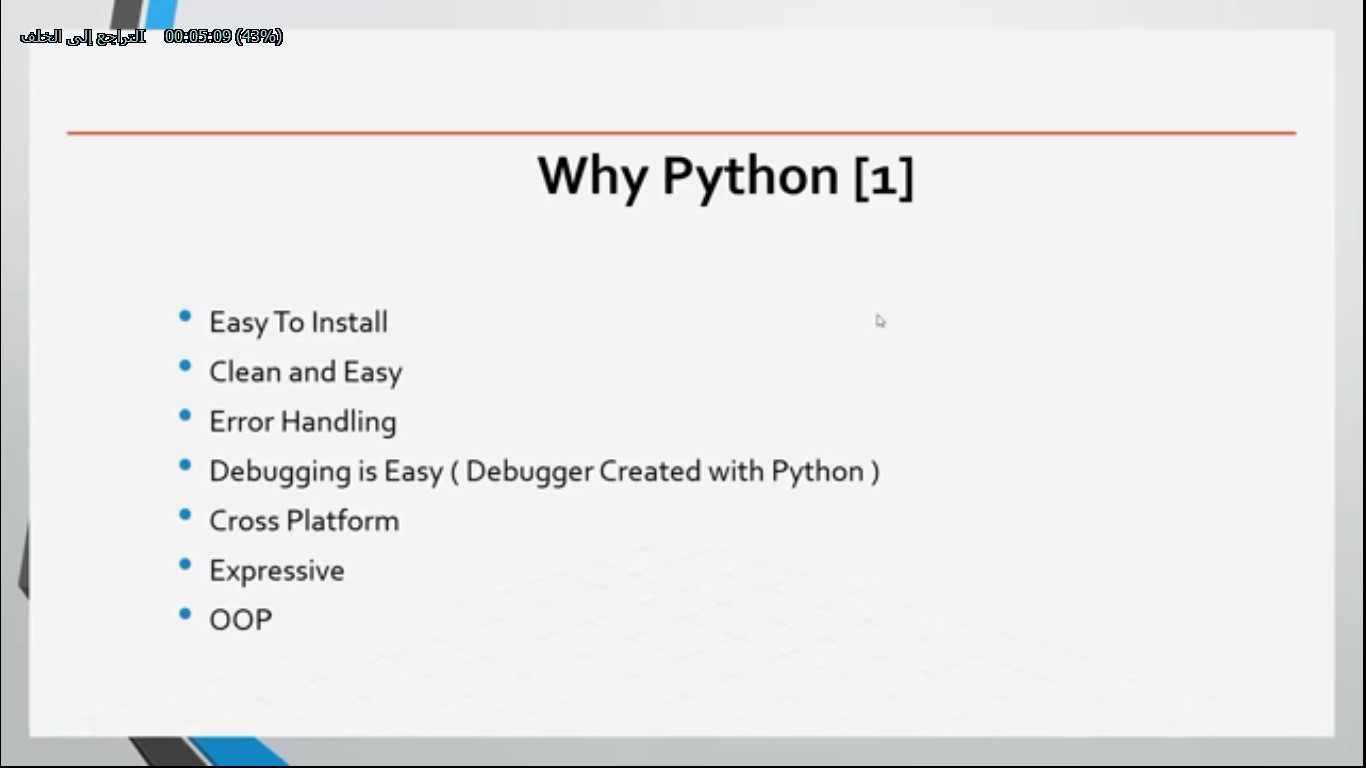 التراجع إلى الخلف 00:05:09 (43%)
Why Python [1]
Easy To Install
Clean and Easy
Error Handling
Debugging is Easy ( Debugger Created with Python )
Cross Platform
Expressive
OOP